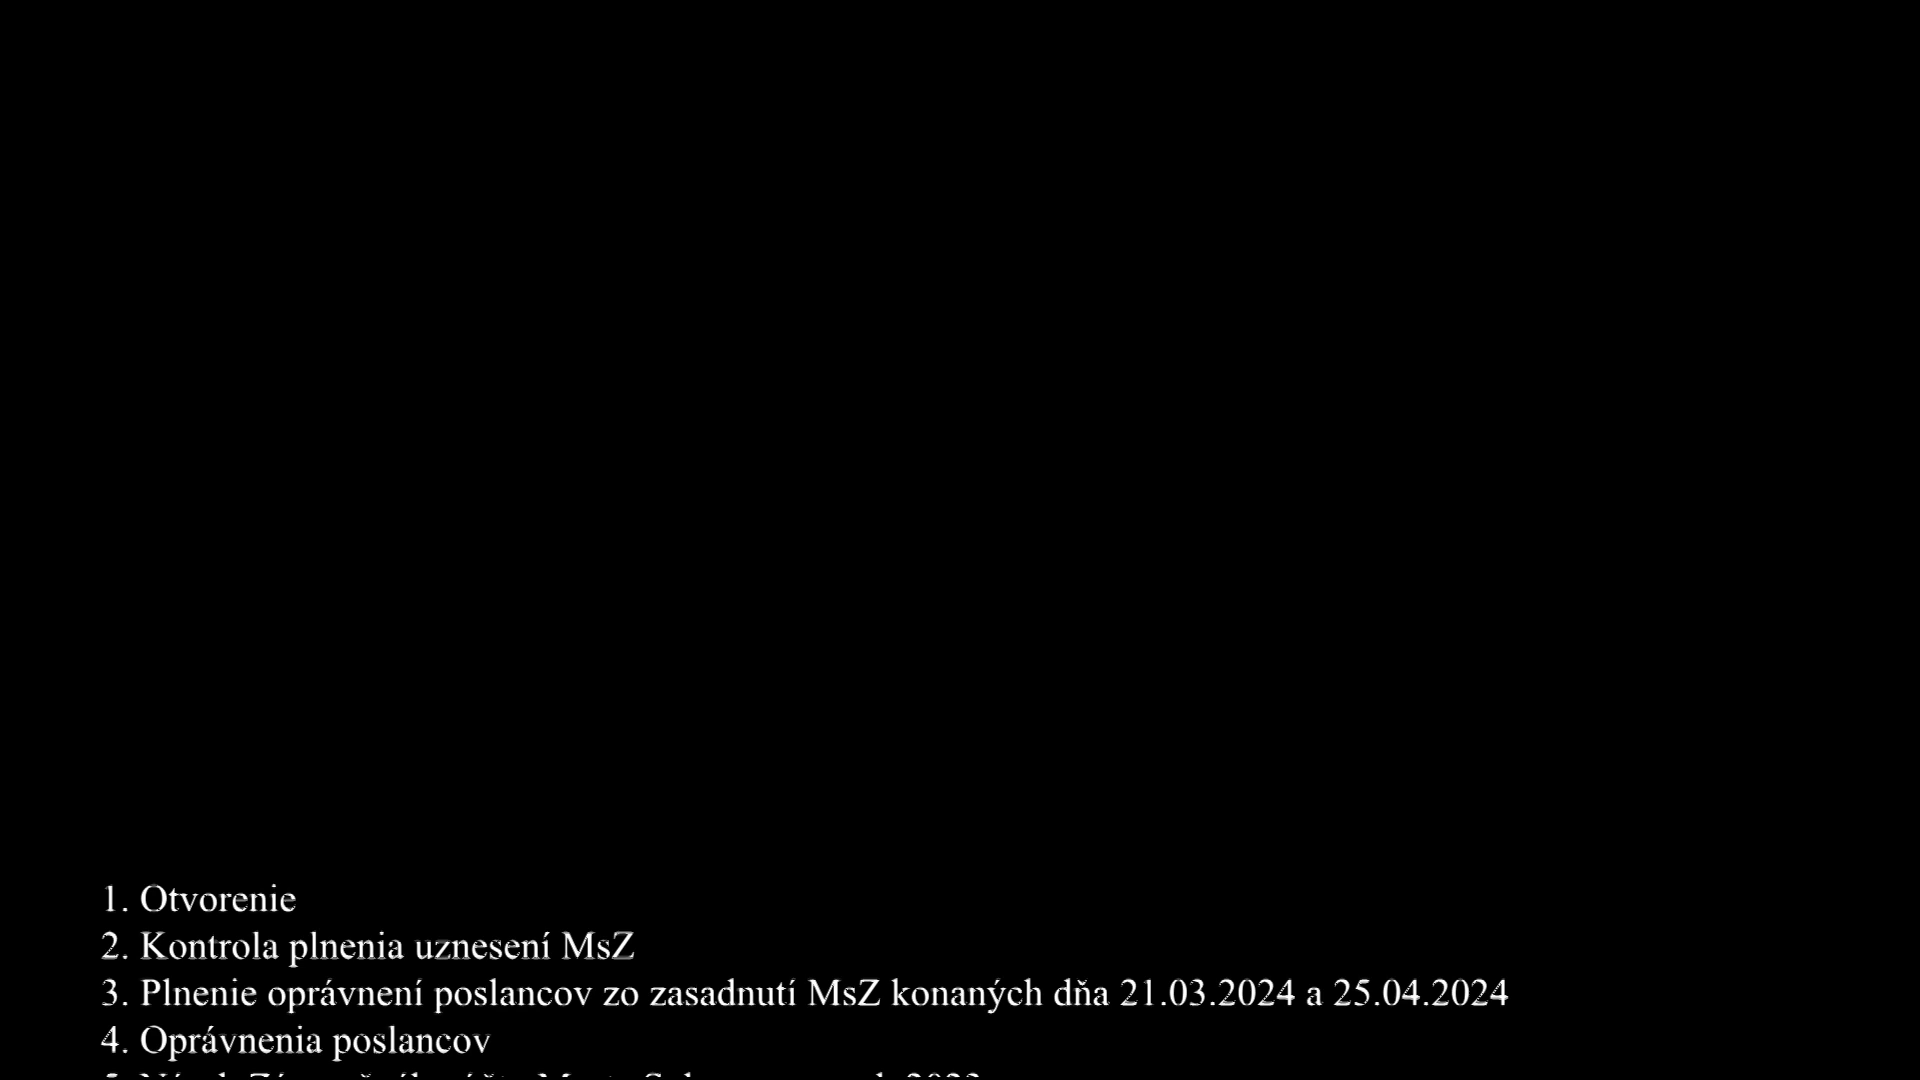 1. Otvorenie
2. Kontrola plnenia uznesení MsZ
3. Plnenie oprávnení poslancov zo zasadnutí MsZ konaných dňa 21.03.2024 a 25.04.2024
4. Oprávnenia poslancov